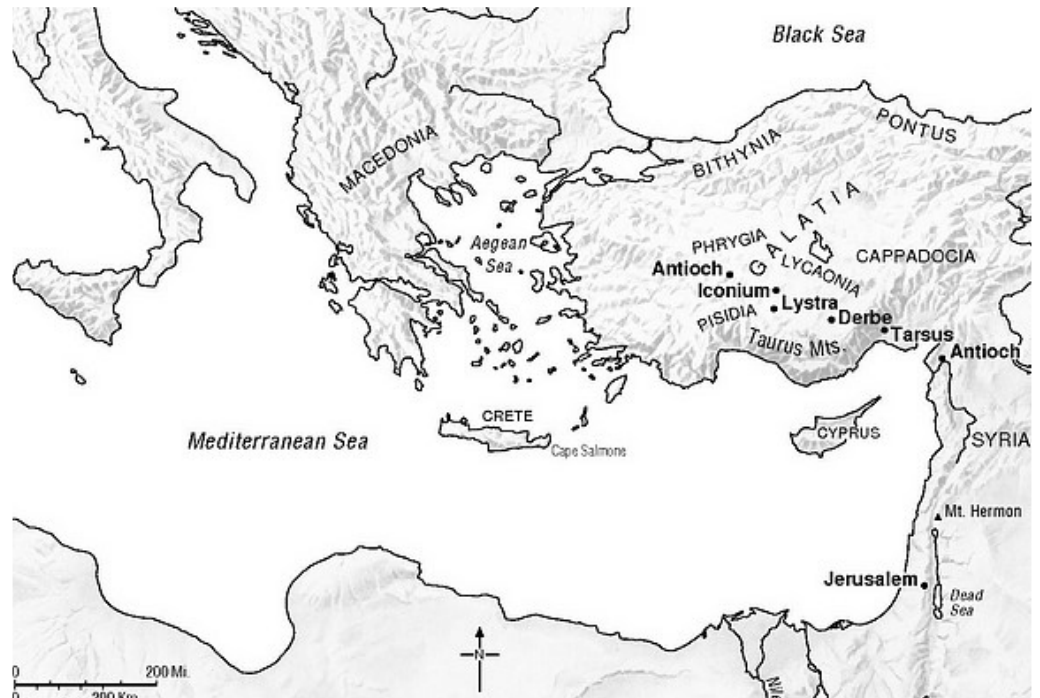 Black Sea
PONTUS
BITHYNIA
MACEDONIA
GALATIA
PHRYGIA
Aegean
Sea
CAPPADOCIA
LYCAONIA
Antioch
Iconium
Lystra
PISIDIA
Derbe
Tarsus
Taurus Mts.
Antioch
CRETE
CYPRUS
Mediterranean Sea
Cape Salmone
SYRIA
Mt. Hermon
Jerusalem
Dead
Sea
N
0 200 Mi.
0 200 Km.